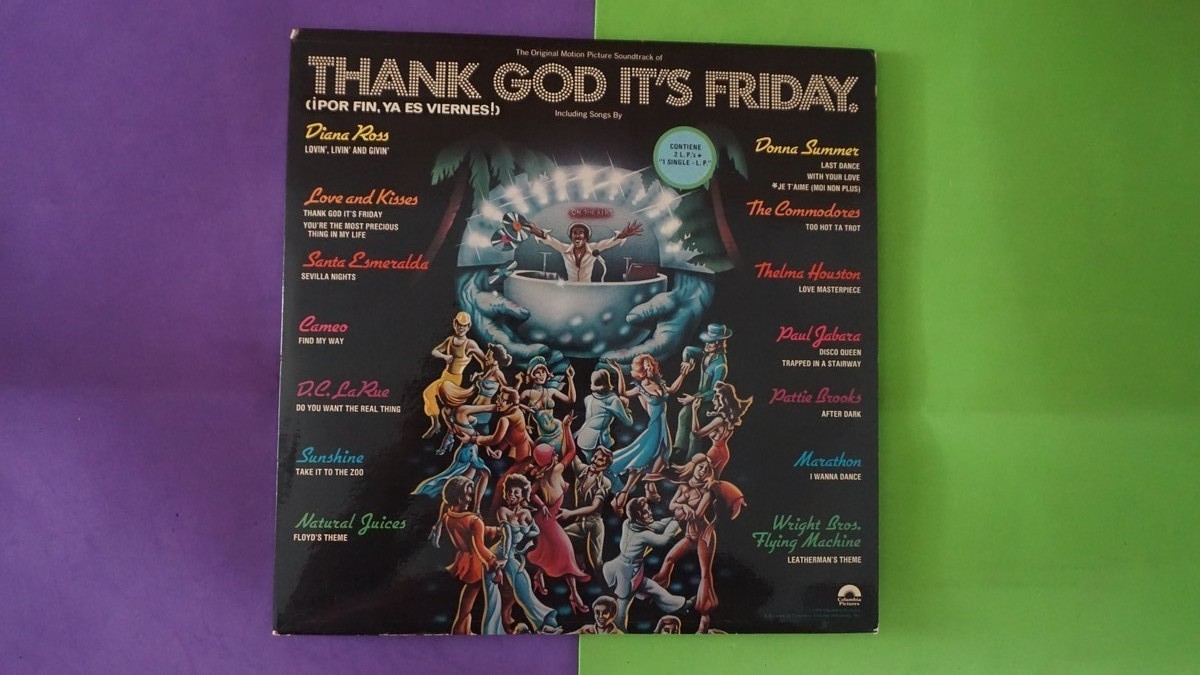 The Original Motion Picture Soundtrack of
THANK GOD IT'S FRIDAY.
(¡POR FIN, YA ES VIERNES!)
Including Songs By
Diana Ross
LOVIN', LIVIN' AND GIVIN'
Love and Kisses
THANK GOD IT'S FRIDAY
YOU'RE THE MOST PRECIOUS
THING IN MY LIFE
Santa Esmeralda
SEVILLA NIGHTS
Cameo
FIND MY WAY
D.C. LaRue
DO YOU WANT THE REAL THING
Sunshine
TAKE IT TO THE ZOO
Natural Juices
FLOYD'S THEME
CONTIENE
2 L.P.'s +
"1 SINGLE - L.P."
ON THE AIR
Donna Summer
LAST DANCE
WITH YOUR LOVE
*JE T'AIME (MOI NON PLUS)
The Commodores
TOO HOT TA TROT
Thelma Houston
LOVE MASTERPIECE
Paul Jabara
DISCO QUEEN
TRAPPED IN A STAIRWAY
Pattie Brooks
AFTER DARK
Marathon
I WANNA DANCE
Wright Bros.
Flying Machine
LEATHERMAN'S THEME
Columbia
Pictures